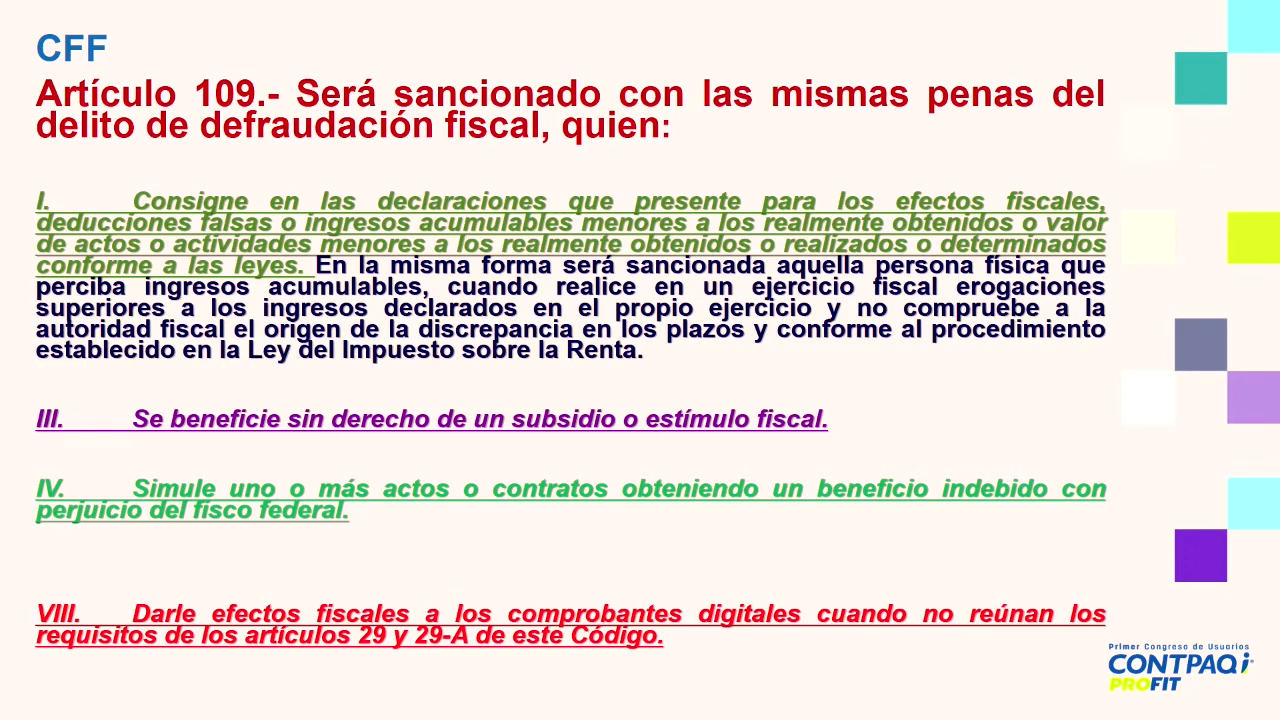 CFF
Artículo 109.- Será sancionado con las mismas penas del
delito de defraudación fiscal, quien:
I. Consigne en las declaraciones que presente para los efectos fiscales,
deducciones falsas o ingresos acumulables menores a los realmente obtenidos o valor
de actos o actividades menores a los realmente obtenidos o realizados o determinados
conforme a las leyes. En la misma forma será sancionada aquella persona física que
perciba ingresos acumulables, cuando realice en un ejercicio fiscal erogaciones
superiores a los ingresos declarados en el propio ejercicio y no compruebe a la
autoridad fiscal el origen de la discrepancia en los plazos y conforme al procedimiento
establecido en la Ley del Impuesto sobre la Renta.
III. Se beneficie sin derecho de un subsidio o estímulo fiscal.
IV. Simule uno o más actos o contratos obteniendo un beneficio indebido con
perjuicio del fisco federal.
VIII. Darle efectos fiscales a los comprobantes digitales cuando no reúnan los
requisitos de los artículos 29 y 29-A de este Código.
Primer Congreso de Usuarios
CONTPAQi
PROFIT